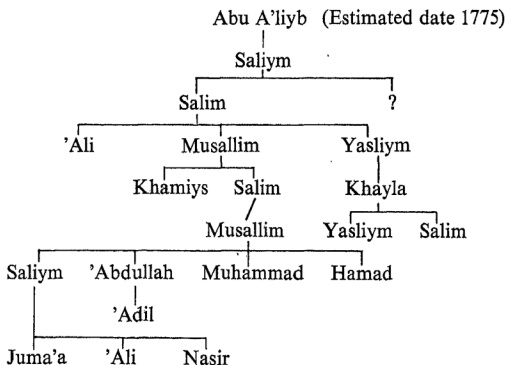 Abu A'liyb (Estimated date 1775)
Saliym
Salim ?
'Ali Musallim Yasliym
Khamiys Salim Khayla
Musallim Yasliym Salim
Saliym 'Abdullah Muhammad Hamad
'Adil
Juma'a 'Ali Nasir